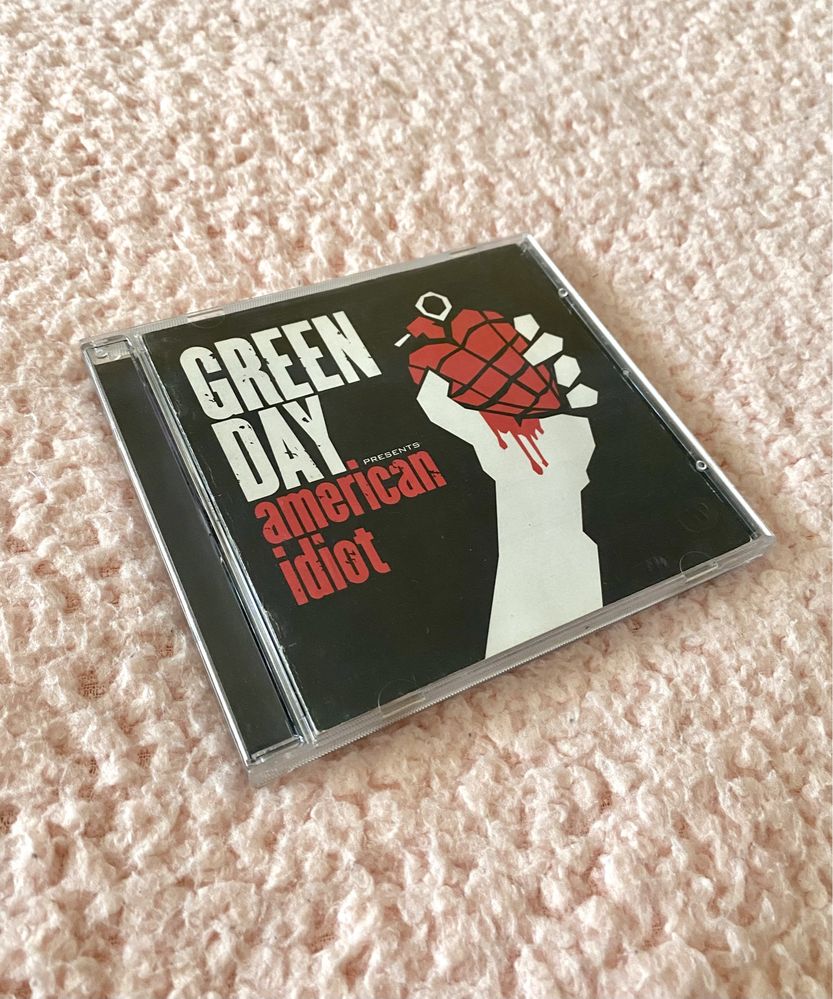 GREEN
DAY
PRESENTS
american
idiot